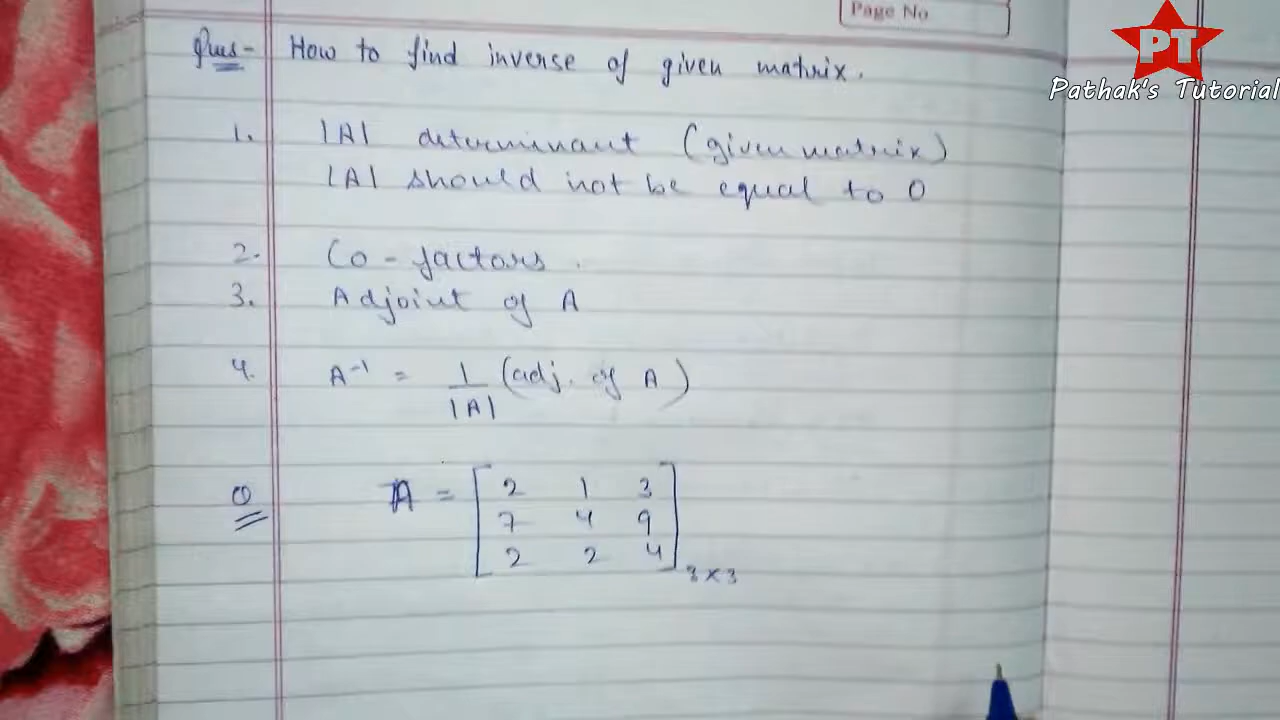 Page No
PT
Pathak's Tutorial
Ques- How to find inverse of given matrix.
1. |A| determinant (given matrix)
|A| should not be equal to 0
2. Co-factors.
3. Adjoint of A
4. A⁻¹ = 1/|A| (adj. of A)
Q A = [2 1 3
7 4 9
2 2 4] 3×3